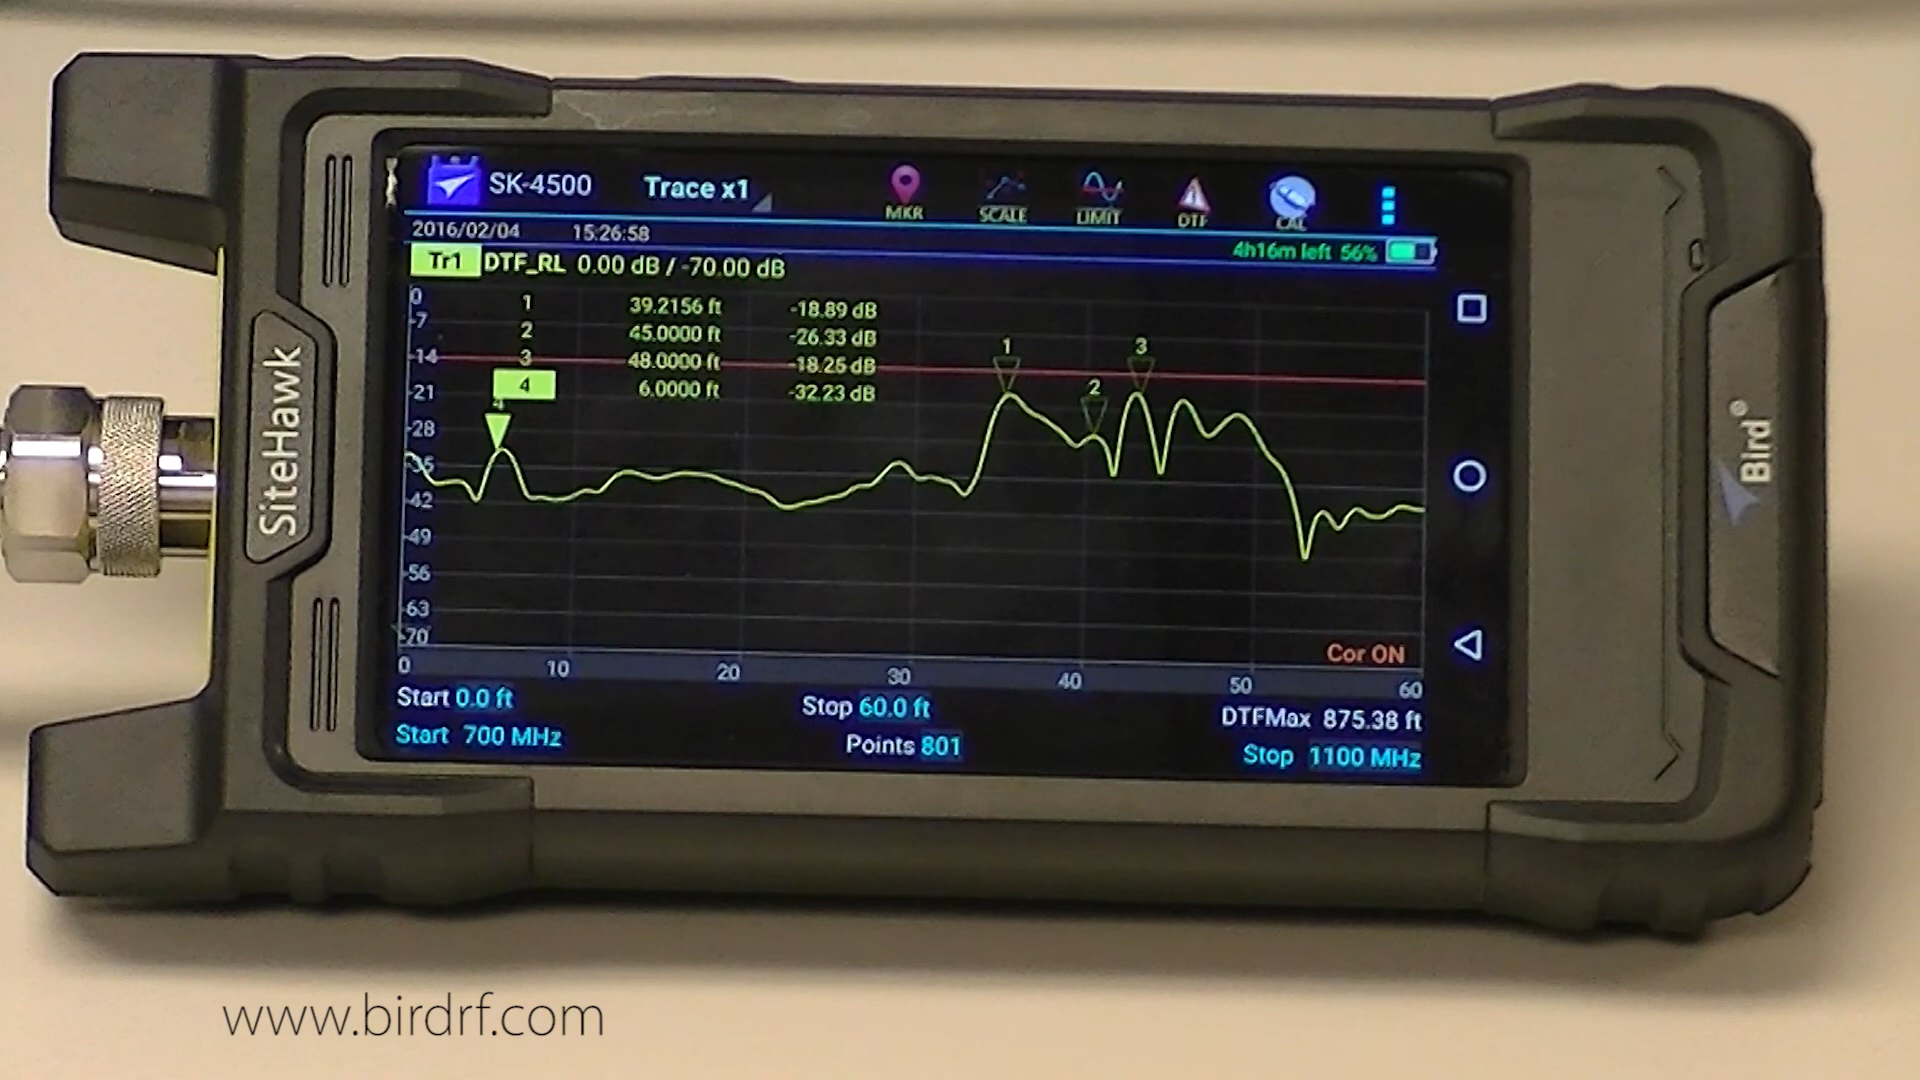 SK-4500 Trace x1 MKR SCALE LIMIT DTF CAL
2016/02/04 15:26:58 4h16m left 56%
Tr1 DTF_RL 0.00 dB / -70.00 dB
1 39.2156 ft -18.89 dB
2 45.0000 ft -26.33 dB
3 48.0000 ft -18.25 dB
4 6.0000 ft -32.23 dB
0
-7
-14
-21
-28
-35
-42
-49
-56
-63
-70
1
2
3
4
Cor ON
0 10 20 30 40 50 60
Start 0.0 ft Stop 60.0 ft DTFMax 875.38 ft
Start 700 MHz Points 801 Stop 1100 MHz
SiteHawk
Bird®
www.birdrf.com